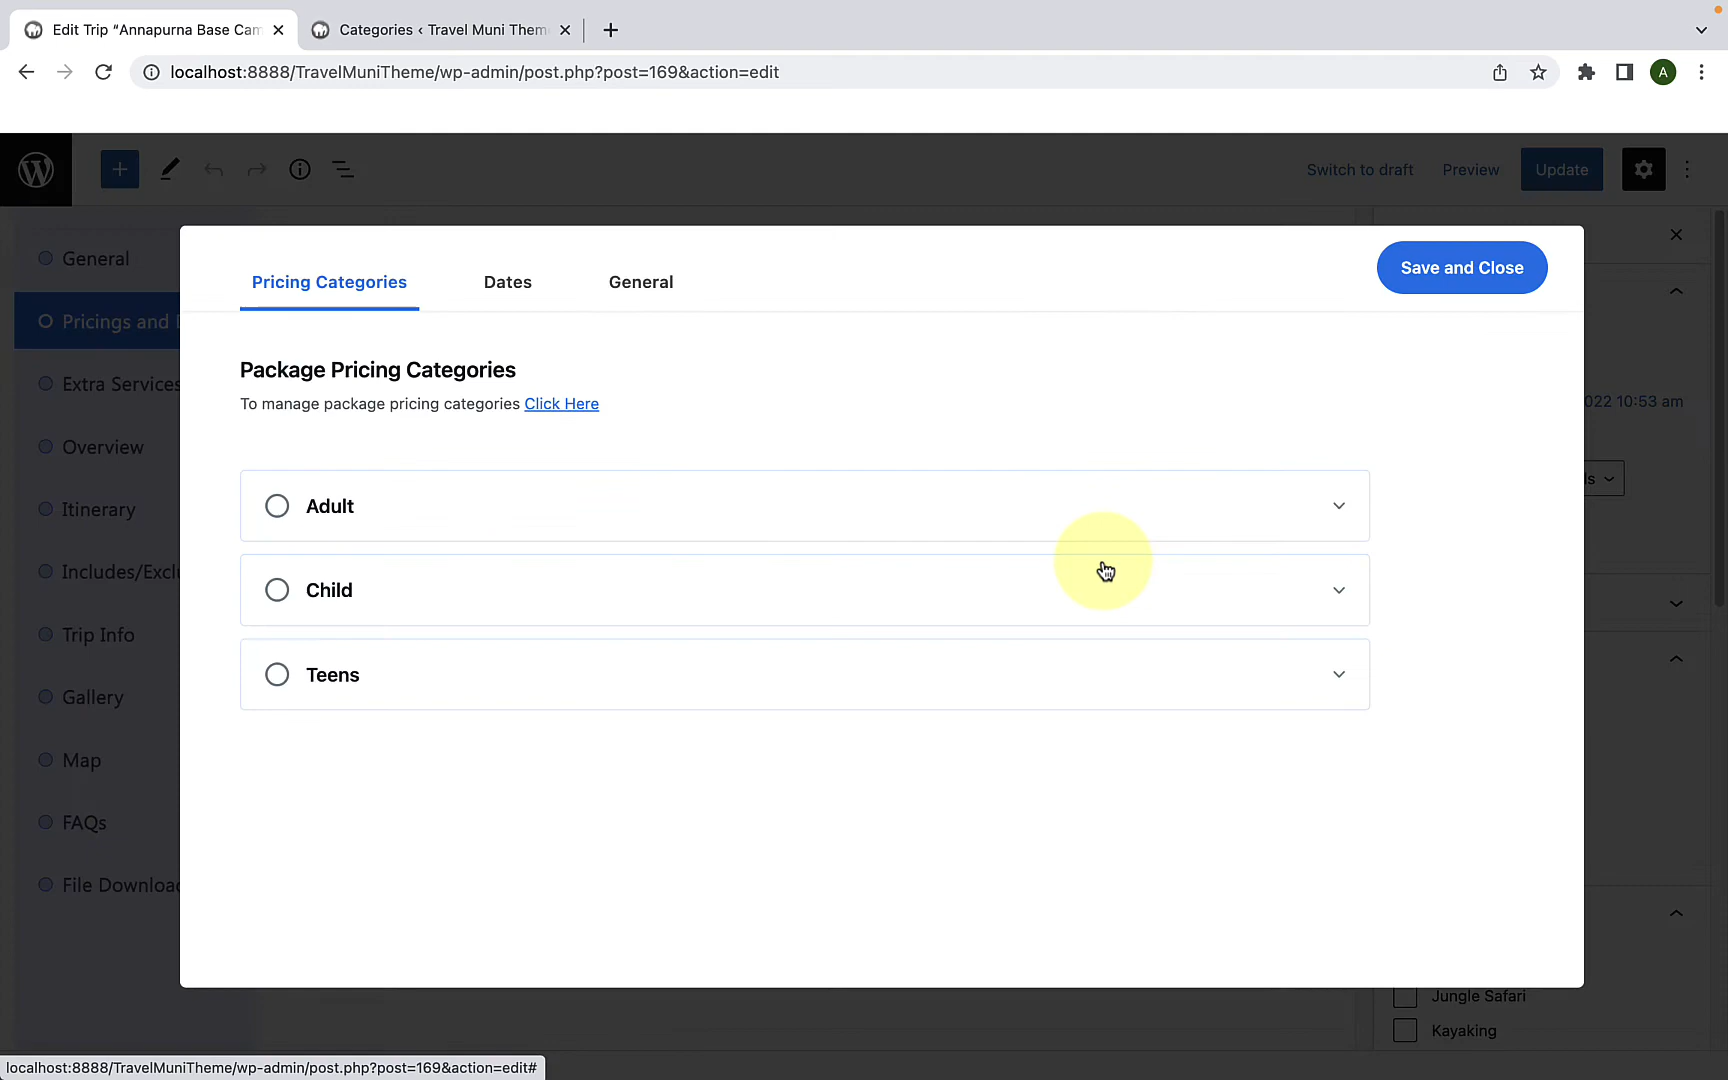 Edit Trip “Annapurna Base Cam
Categories ‹ Travel Muni Them
localhost:8888/TravelMuniTheme/wp-admin/post.php?post=169&action=edit
A
Switch to draft
Preview
Update
General
Pricings and
Extra Services
Overview
Itinerary
Includes/Exclu
Trip Info
Gallery
Map
FAQs
File Download
Pricing Categories
Dates
General
Save and Close
Package Pricing Categories
To manage package pricing categories Click Here
Adult
Child
Teens
022 10:53 am
ls
Jungle Safari
Kayaking
localhost:8888/TravelMuniTheme/wp-admin/post.php?post=169&action=edit#